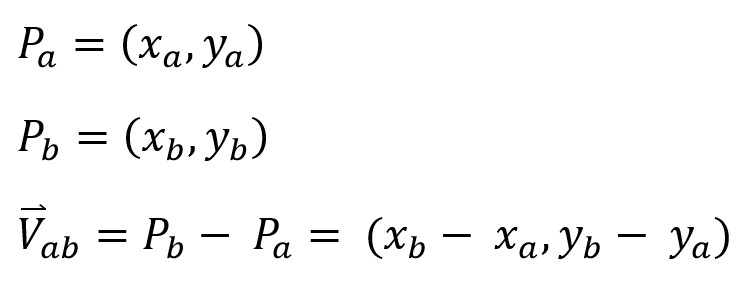 P_a = (x_a, y_a)
P_b = (x_b, y_b)
V⃗_ab = P_b − P_a = (x_b − x_a, y_b − y_a)